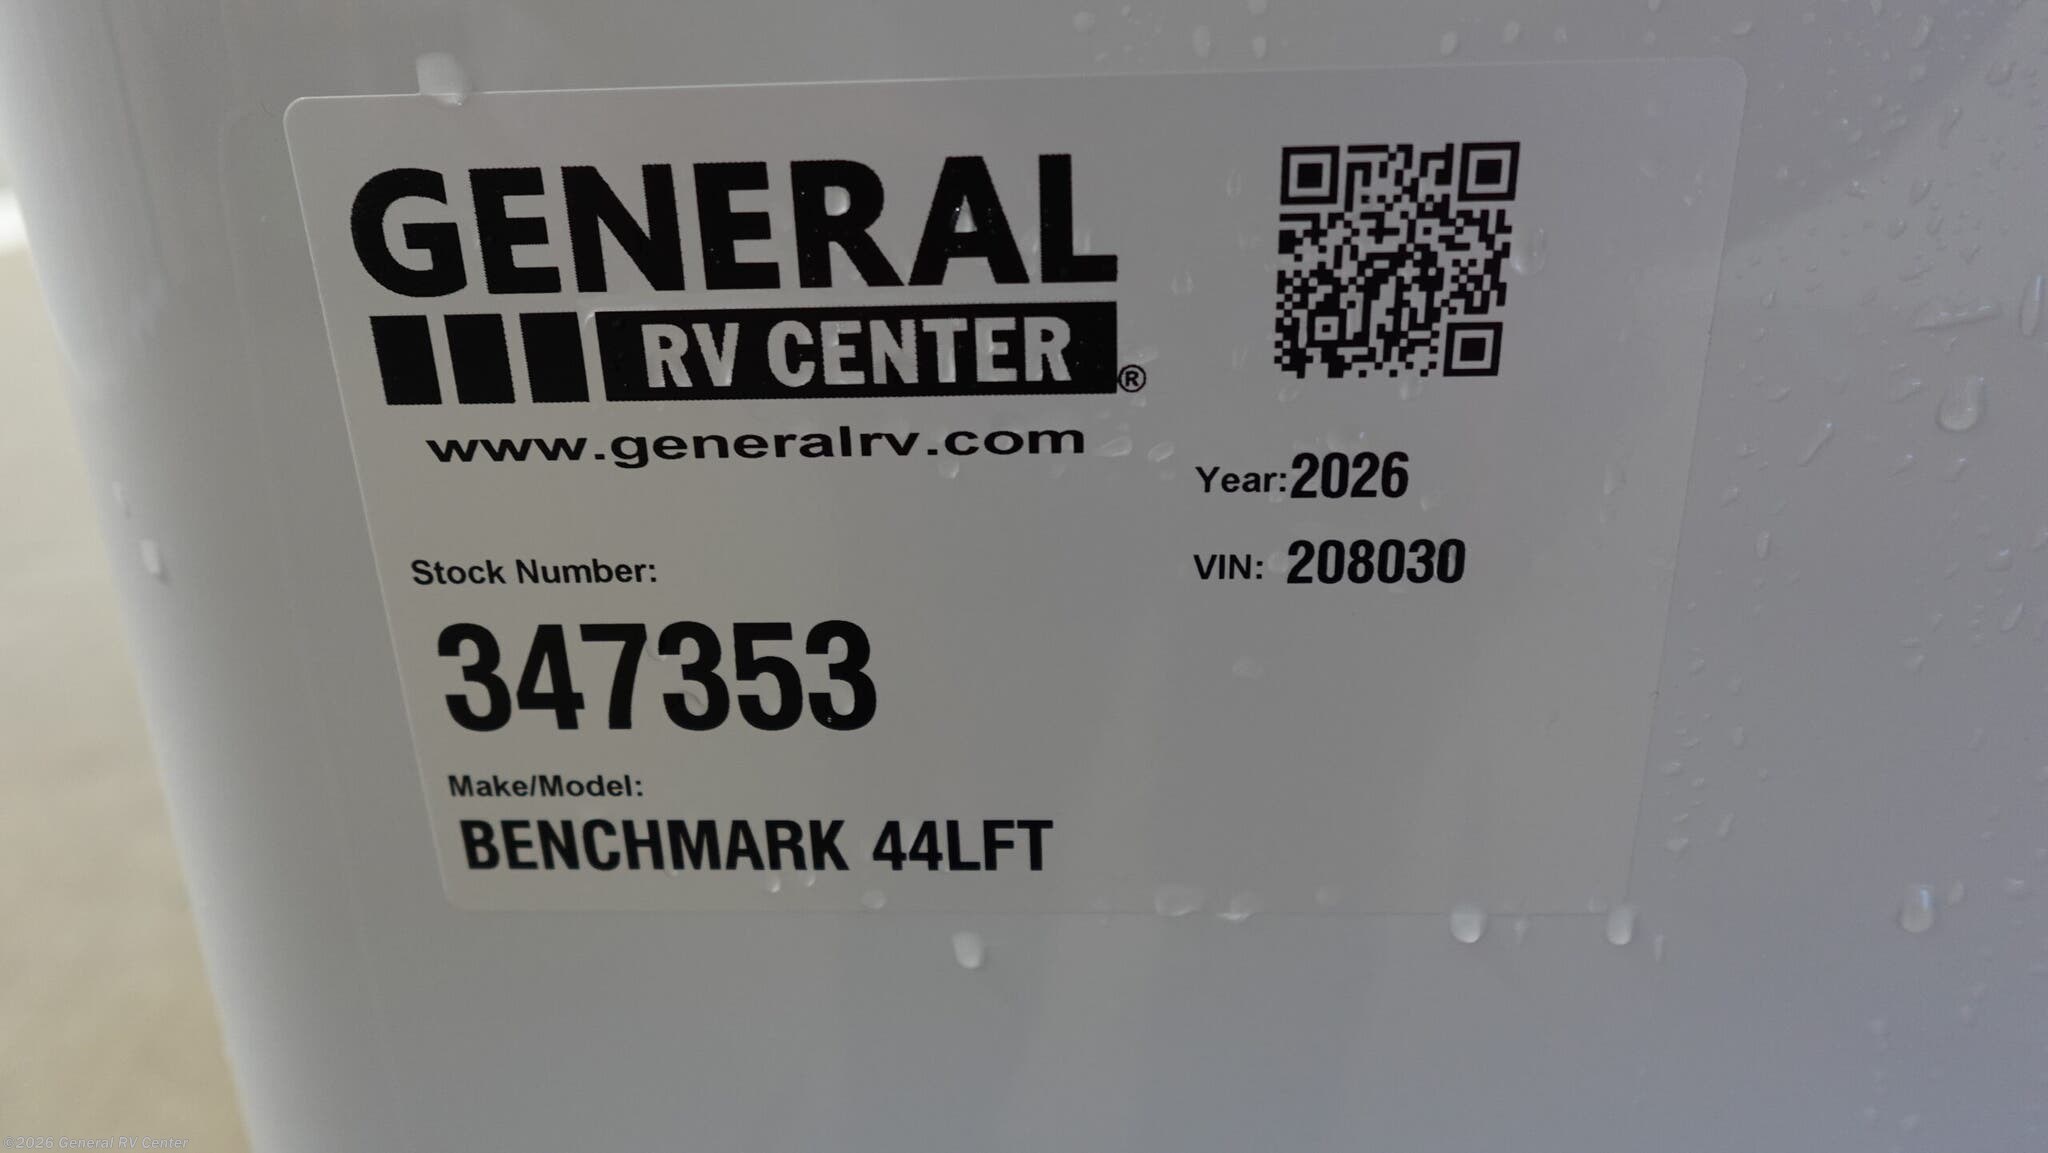 GENERAL
RV CENTER®
www.generalrv.com
Year: 2026
VIN: 208030
Stock Number:
347353
Make/Model:
BENCHMARK 44LFT
©2026 General RV Center